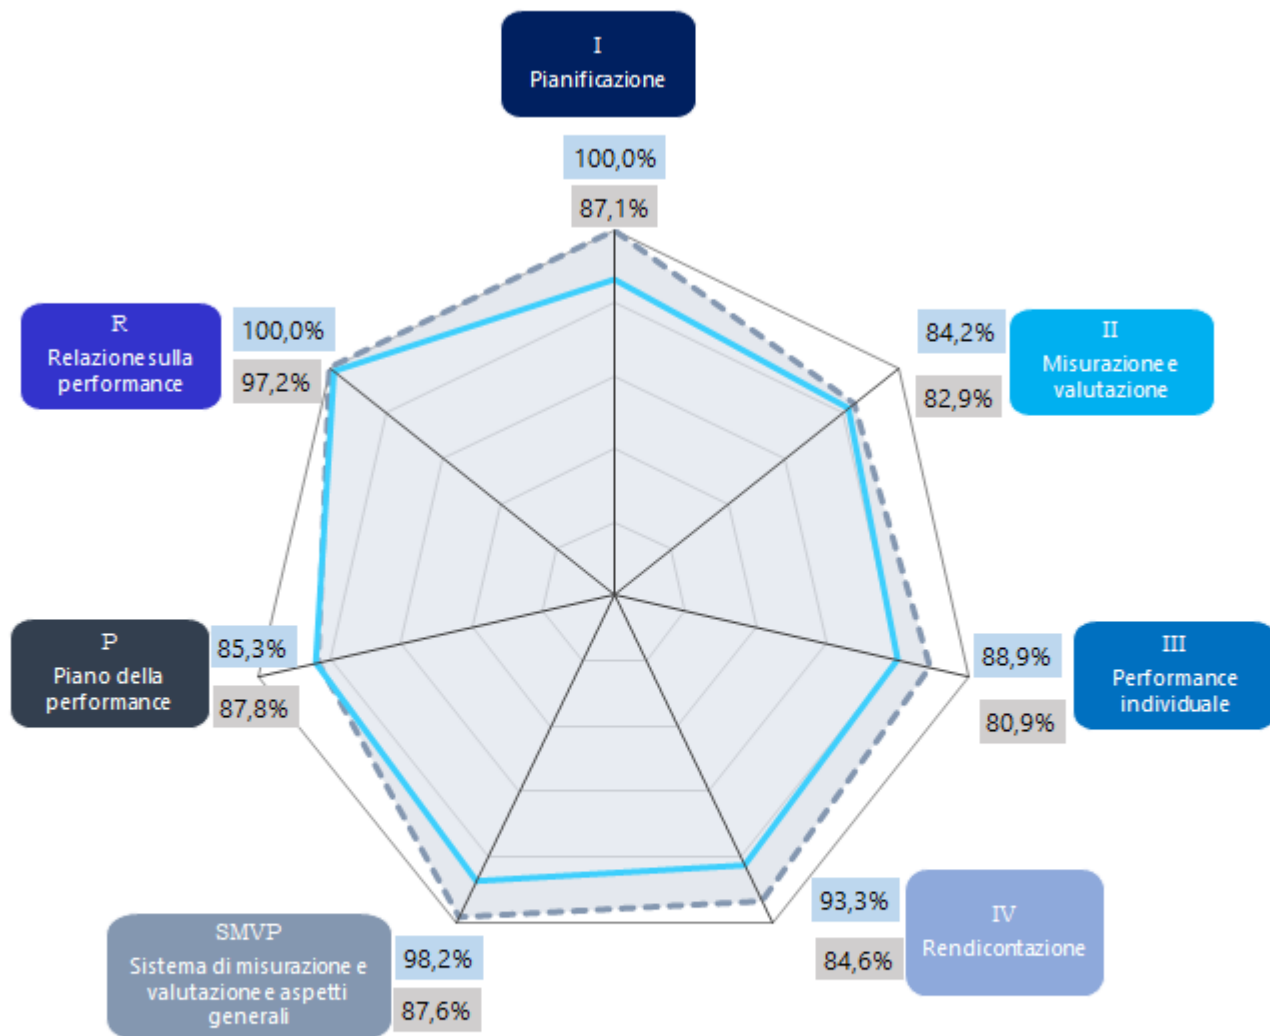 I
Pianificazione
100,0%
87,1%
R
Relazione sulla
performance
100,0%
97,2%
84,2%
82,9%
II
Misurazione e
valutazione
P
Piano della
performance
85,3%
87,8%
88,9%
80,9%
III
Performance
individuale
SMVP
Sistema di misurazione e
valutazione e aspetti
generali
98,2%
87,6%
93,3%
84,6%
IV
Rendicontazione